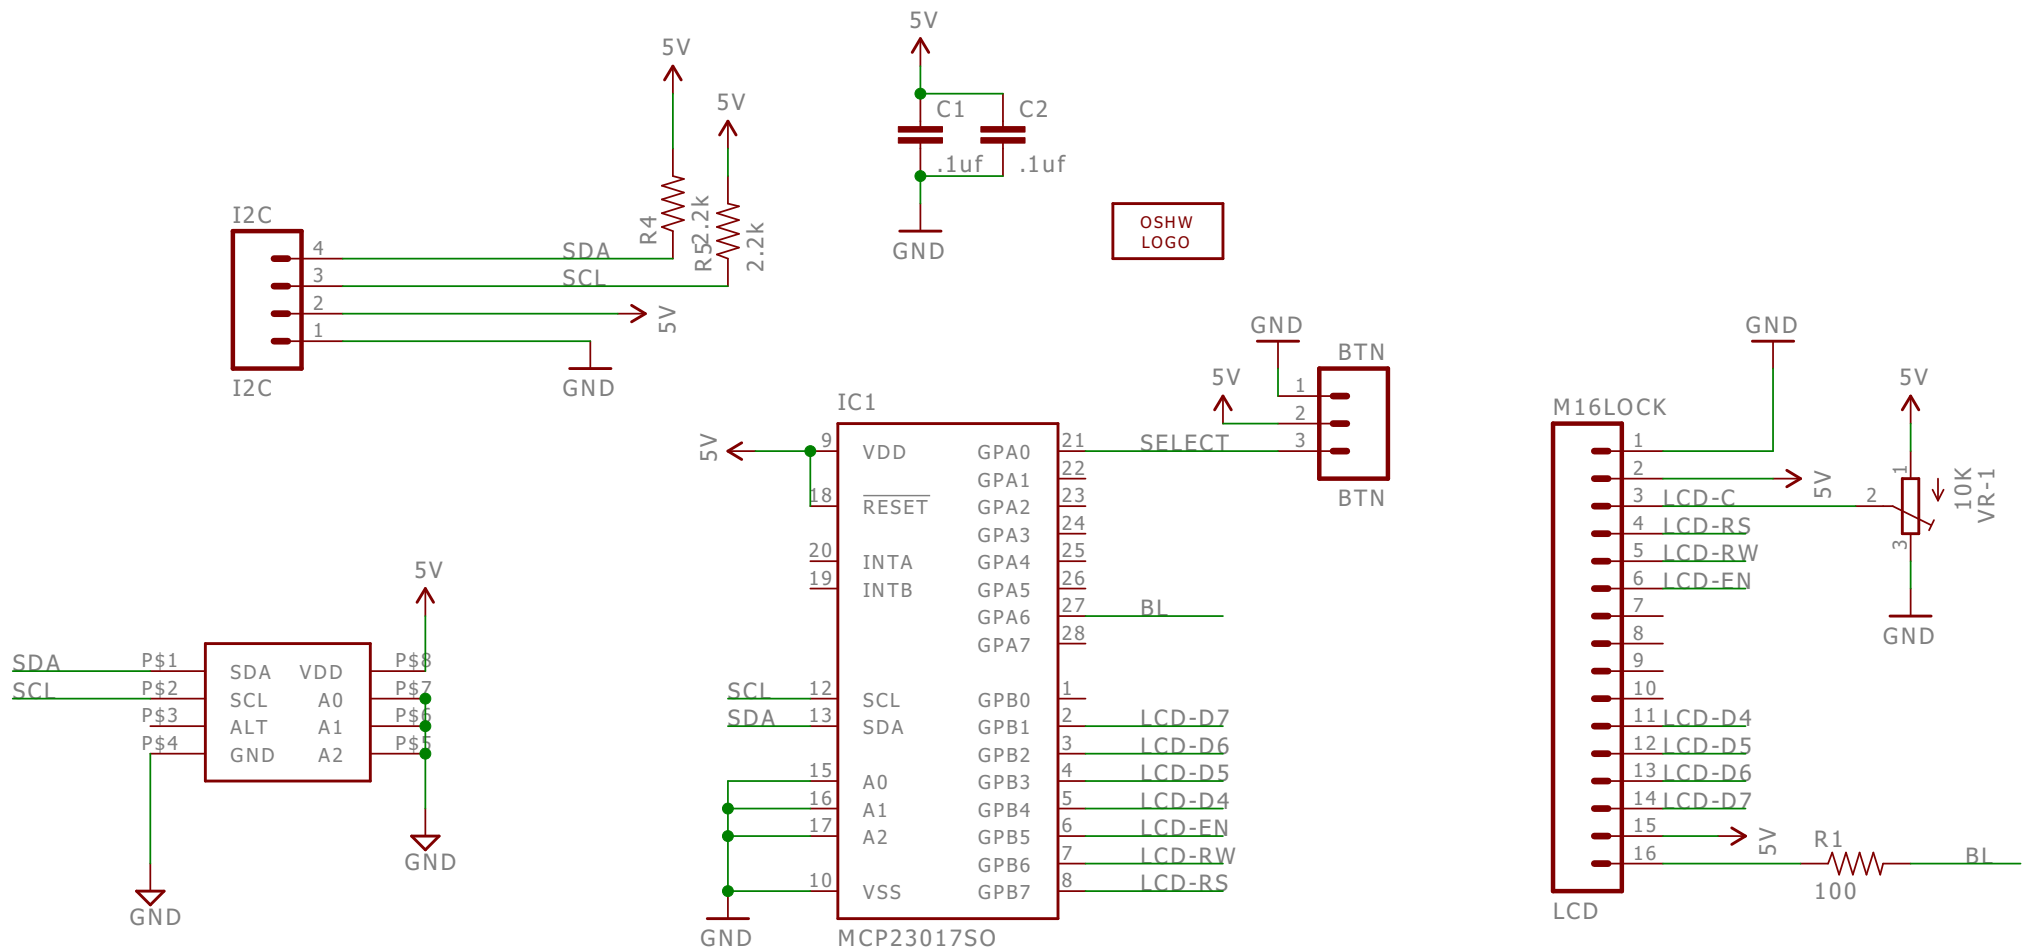 5V
5V
5V
C1
C2
.1uf
.1uf
GND
OSHW
LOGO
R4
2.2k
R5
2.2k
I2C
4
SDA
3
SCL
2
5V
1
GND
I2C
GND
BTN
5V
1
2
3
BTN
IC1
5V
9
VDD
18
RESET
20
INTA
19
INTB
SCL
12
SCL
SDA
13
SDA
15
A0
16
A1
17
A2
10
VSS
GND
MCP23017SO
GPA0
21
SELECT
GPA1
22
GPA2
23
GPA3
24
GPA4
25
GPA5
26
GPA6
27
BL
GPA7
28
GPB0
1
GPB1
2
LCD-D7
GPB2
3
LCD-D6
GPB3
4
LCD-D5
GPB4
5
LCD-D4
GPB5
6
LCD-EN
GPB6
7
LCD-RW
GPB7
8
LCD-RS
5V
SDA
P$1
SDA
VDD
P$8
SCL
P$2
SCL
A0
P$7
P$3
ALT
A1
P$6
P$4
GND
A2
P$5
GND
GND
GND
M16LOCK
1
2
5V
3
LCD-C
4
LCD-RS
5
LCD-RW
6
LCD-EN
7
8
9
10
11
LCD-D4
12
LCD-D5
13
LCD-D6
14
LCD-D7
15
5V
16
R1
100
BL
LCD
5V
1
2
3
10K
VR-1
GND